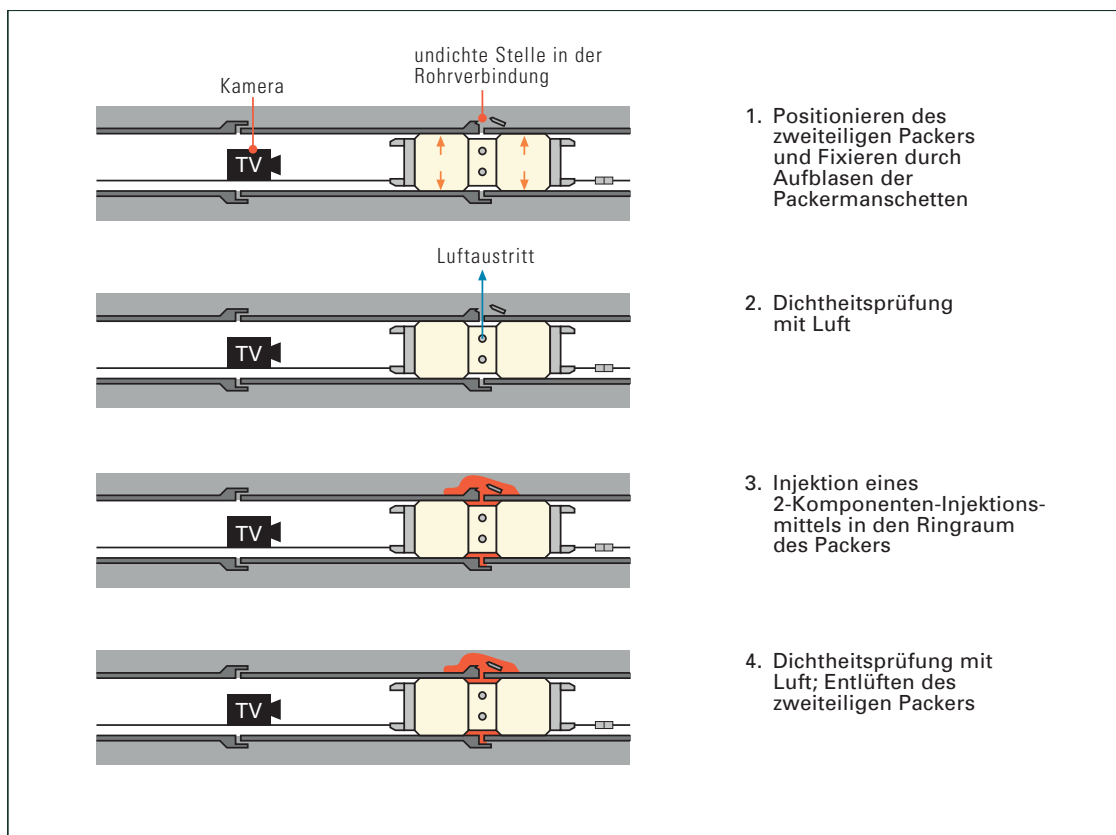 undichte Stelle in der
Rohrverbindung
Kamera
TV
1. Positionieren des
zweiteiligen Packers
und Fixieren durch
Aufblasen der
Packermanschetten
Luftaustritt
TV
2. Dichtheitsprüfung
mit Luft
TV
3. Injektion eines
2-Komponenten-Injektions-
mittels in den Ringraum
des Packers
TV
4. Dichtheitsprüfung mit
Luft; Entlüften des
zweiteiligen Packers